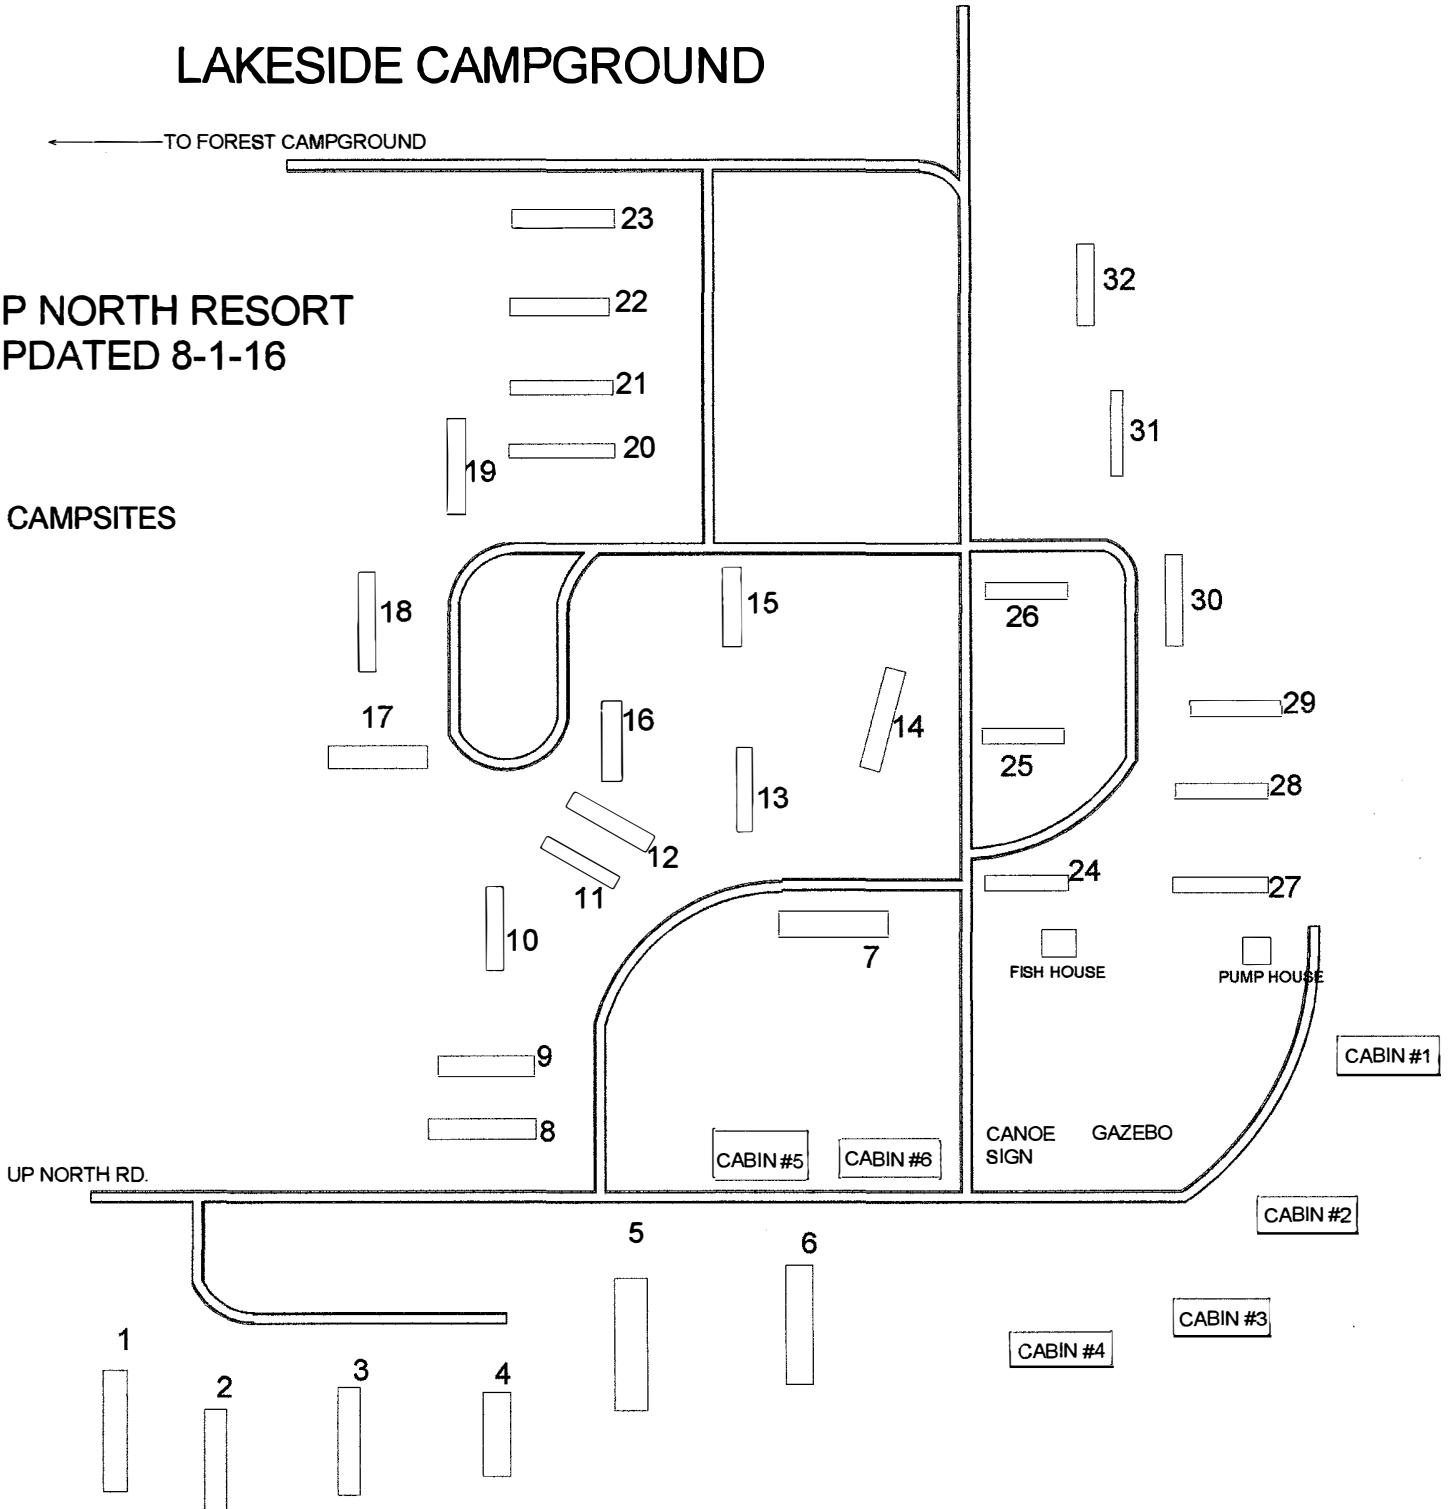 LAKESIDE CAMPGROUND
TO FOREST CAMPGROUND
23
32
22
P NORTH RESORT
PDATED 8-1-16
21
31
20
19
CAMPSITES
15
30
18
26
29
17
16
14
25
28
13
12
24
27
11
10
7
FISH HOUSE
PUMP HOUSE
9
CABIN #1
8
CANOE
SIGN
GAZEBO
CABIN #5
CABIN #6
UP NORTH RD.
CABIN #2
5
6
CABIN #3
1
CABIN #4
3
4
2